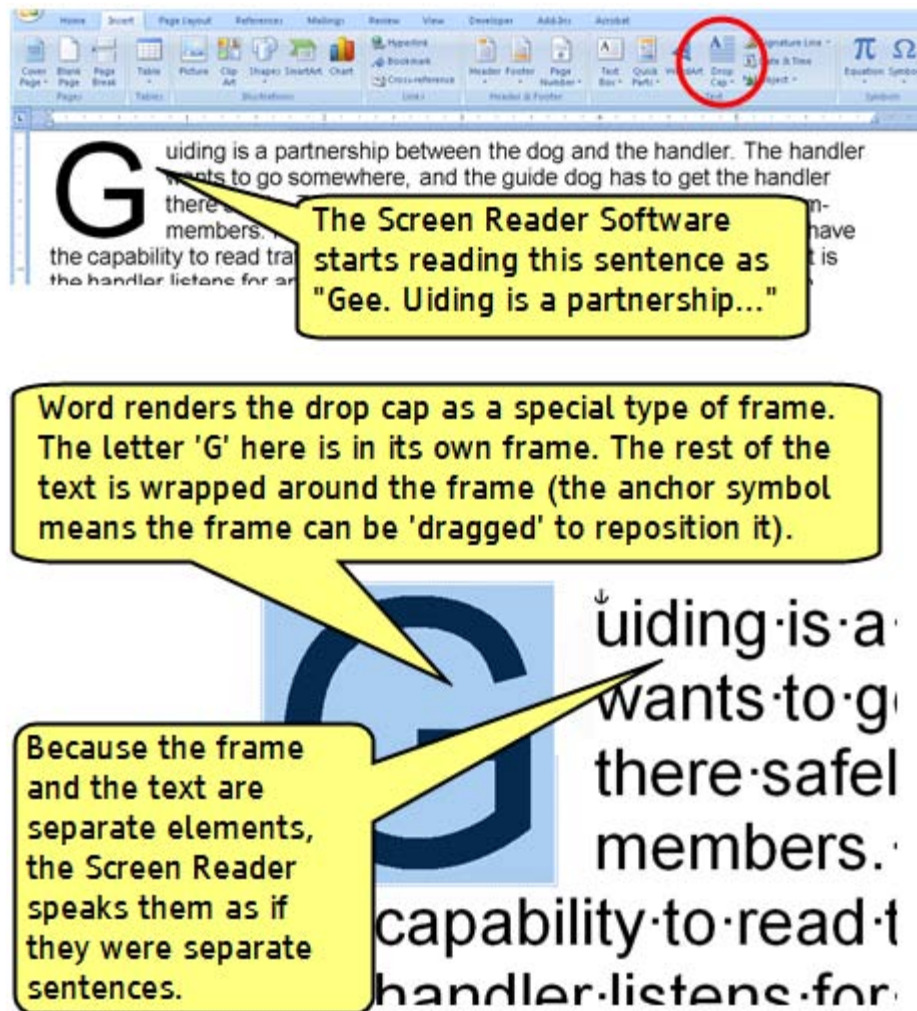 Home Insert Page Layout References Mailings Review View Developer Add-Ins Acrobat
Cover Page Blank Page Page Break Table Picture Clip Art Shapes SmartArt Chart Hyperlink Bookmark Cross-reference Header Footer Page Number Text Box Quick Parts Drop Cap Signature Line Date & Time Object Equation Symbol
Pages Tables Illustrations Links Header & Footer Text Symbols
G
uiding is a partnership between the dog and the handler. The handler
wants to go somewhere, and the guide dog has to get the handler
there
members. have
the capability to read is
the handler listens for
The Screen Reader Software
starts reading this sentence as
"Gee. Uiding is a partnership..."
Word renders the drop cap as a special type of frame.
The letter 'G' here is in its own frame. The rest of the
text is wrapped around the frame (the anchor symbol
means the frame can be 'dragged' to reposition it).
G
uiding·is·a·
wants·to·g
there·safel
members.·
capability·to·read·t
handler·listens·for·
Because the frame
and the text are
separate elements,
the Screen Reader
speaks them as if
they were separate
sentences.